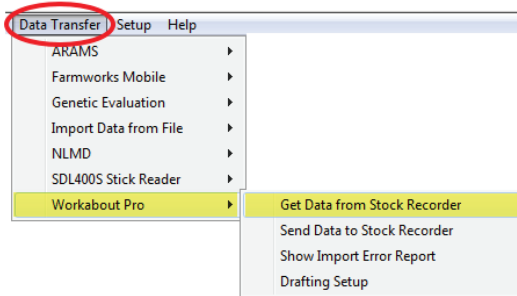 Data Transfer Setup Help
ARAMS
Farmworks Mobile
Genetic Evaluation
Import Data from File
NLMD
SDL400S Stick Reader
Workabout Pro
Get Data from Stock Recorder
Send Data to Stock Recorder
Show Import Error Report
Drafting Setup